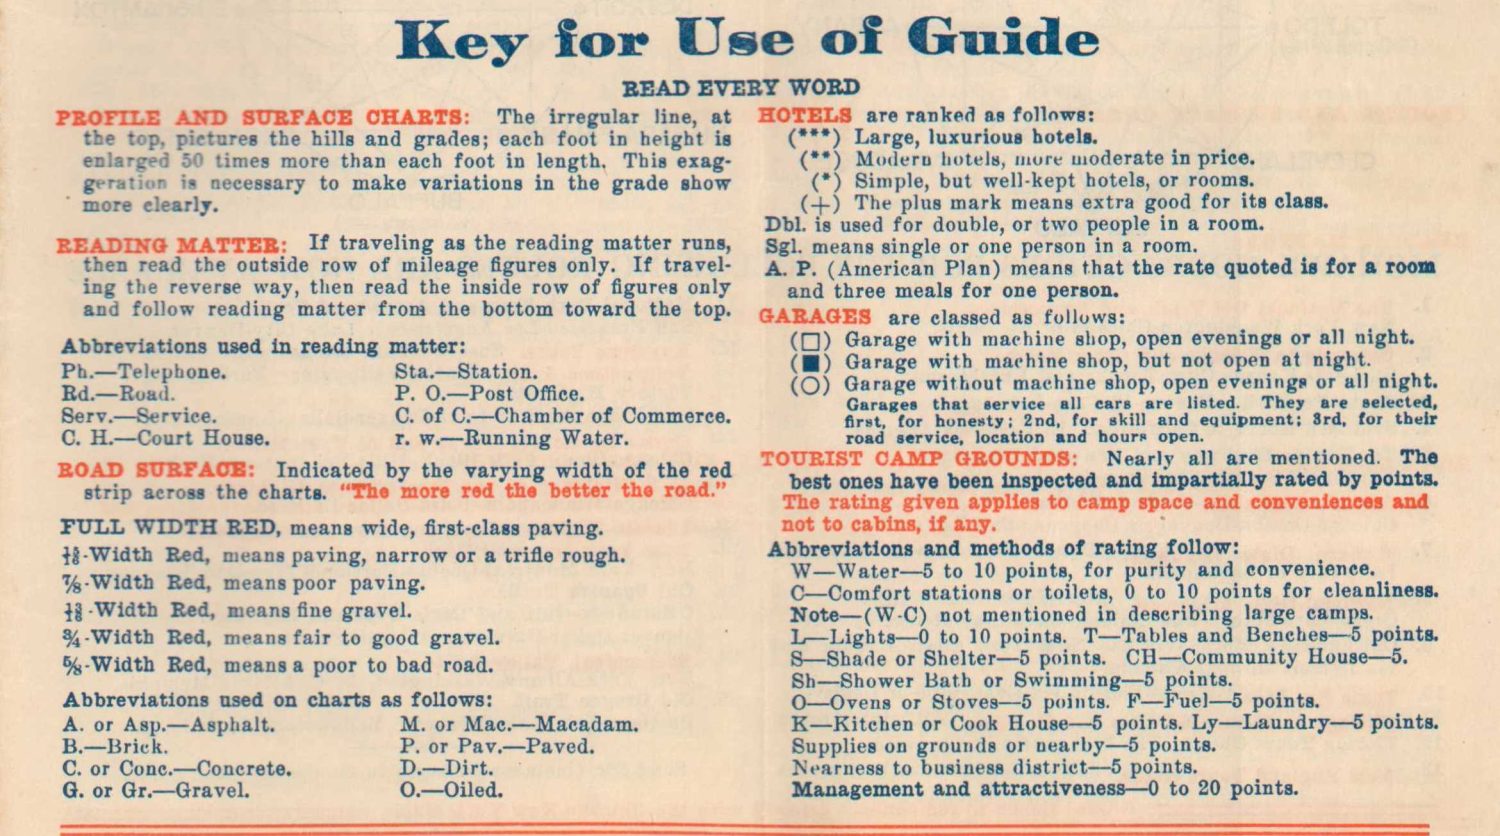 Key for Use of Guide
READ EVERY WORD
PROFILE AND SURFACE CHARTS: The irregular line, at
the top, pictures the hills and grades; each foot in height is
enlarged 50 times more than each foot in length. This exag-
geration is necessary to make variations in the grade show
more clearly.
READING MATTER: If traveling as the reading matter runs,
then read the outside row of mileage figures only. If travel-
ing the reverse way, then read the inside row of figures only
and follow reading matter from the bottom toward the top.
Abbreviations used in reading matter:
Ph.—Telephone. Sta.—Station.
Rd.—Road. P. O.—Post Office.
Serv.—Service. C. of C.—Chamber of Commerce.
C. H.—Court House. r. w.—Running Water.
ROAD SURFACE: Indicated by the varying width of the red
strip across the charts. "The more red the better the road."
FULL WIDTH RED, means wide, first-class paving.
-Width Red, means paving, narrow or a trifle rough.
⅞-Width Red, means poor paving.
-Width Red, means fine gravel.
¾-Width Red, means fair to good gravel.
⅝-Width Red, means a poor to bad road.
Abbreviations used on charts as follows:
A. or Asp.—Asphalt. M. or Mac.—Macadam.
B.—Brick. P. or Pav.—Paved.
C. or Conc.—Concrete. D.—Dirt.
G. or Gr.—Gravel. O.—Oiled.
HOTELS are ranked as follows:
(***) Large, luxurious hotels.
(**) Modern hotels, more moderate in price.
(*) Simple, but well-kept hotels, or rooms.
(+) The plus mark means extra good for its class.
Dbl. is used for double, or two people in a room.
Sgl. means single or one person in a room.
A. P. (American Plan) means that the rate quoted is for a room
and three meals for one person.
GARAGES are classed as follows:
(□) Garage with machine shop, open evenings or all night.
(■) Garage with machine shop, but not open at night.
(○) Garage without machine shop, open evenings or all night.
Garages that service all cars are listed. They are selected,
first, for honesty; 2nd, for skill and equipment; 3rd, for their
road service, location and hours open.
TOURIST CAMP GROUNDS: Nearly all are mentioned. The
best ones have been inspected and impartially rated by points.
The rating given applies to camp space and conveniences and
not to cabins, if any.
Abbreviations and methods of rating follow:
W—Water—5 to 10 points, for purity and convenience.
C—Comfort stations or toilets, 0 to 10 points for cleanliness.
Note—(W-C) not mentioned in describing large camps.
L—Lights—0 to 10 points. T—Tables and Benches—5 points.
S—Shade or Shelter—5 points. CH—Community House—5.
Sh—Shower Bath or Swimming—5 points.
O—Ovens or Stoves—5 points. F—Fuel—5 points.
K—Kitchen or Cook House—5 points. Ly—Laundry—5 points.
Supplies on grounds or nearby—5 points.
Nearness to business district—5 points.
Management and attractiveness—0 to 20 points.